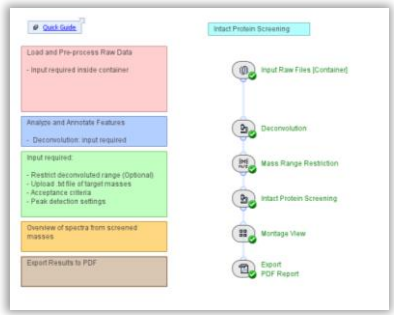 Quick Guide
Intact Protein Screening
Load and Pre-process Raw Data
- Input required inside container
Input Raw Files [Container]
Analyze and Annotate Features
- Deconvolution: input required
Deconvolution
Input required:
- Restrict deconvoluted range (Optional)
- Upload .txt file of target masses
- Acceptance criteria
- Peak detection settings
Mass Range Restriction
Intact Protein Screening
Overview of spectra from screened
masses
Montage View
Export Results to PDF
Export
PDF Report